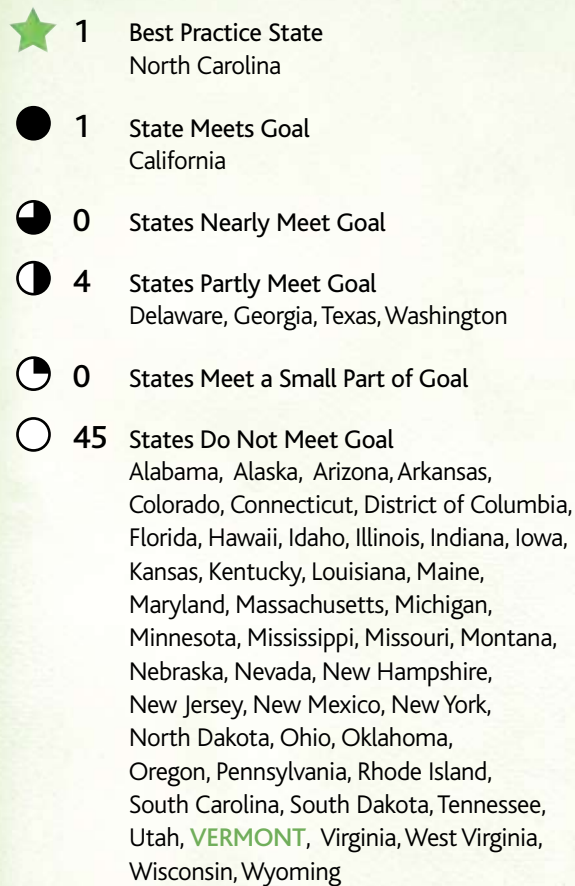 1 Best Practice State
North Carolina
1 State Meets Goal
California
0 States Nearly Meet Goal
4 States Partly Meet Goal
Delaware, Georgia, Texas, Washington
0 States Meet a Small Part of Goal
45 States Do Not Meet Goal
Alabama, Alaska, Arizona, Arkansas,
Colorado, Connecticut, District of Columbia,
Florida, Hawaii, Idaho, Illinois, Indiana, Iowa,
Kansas, Kentucky, Louisiana, Maine,
Maryland, Massachusetts, Michigan,
Minnesota, Mississippi, Missouri, Montana,
Nebraska, Nevada, New Hampshire,
New Jersey, New Mexico, New York,
North Dakota, Ohio, Oklahoma,
Oregon, Pennsylvania, Rhode Island,
South Carolina, South Dakota, Tennessee,
Utah, VERMONT, Virginia, West Virginia,
Wisconsin, Wyoming